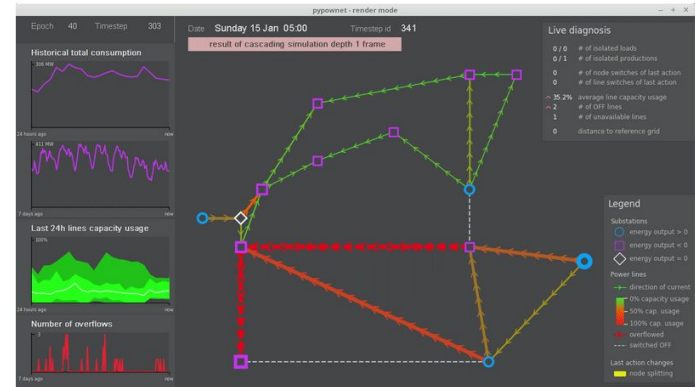 pypownet - render mode
Epoch 40 Timestep 303
Date Sunday 15 Jan 05:00 Timestep id 341
result of cascading simulation depth 1 frame
Historical total consumption
24 hours ago now
411 MW
7 days ago now
Last 24h lines capacity usage
100%
24 hours ago now
Number of overflows
7 days ago now
Live diagnosis
0 / 0 # of isolated loads
0 / 1 # of isolated productions
0 # of node switches of last action
0 # of line switches of last action
35.2% average line capacity usage
2 # of OFF lines
1 # of unavailable lines
0 distance to reference grid
Legend
Substations
energy output > 0
energy output < 0
energy output = 0
Power lines
direction of current
0% capacity usage
50% cap. usage
100% cap. usage
overflowed
switched OFF
Last action changes
node splitting